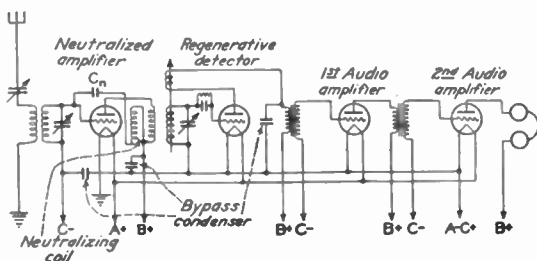 Neutralized
amplifier
Cn
Regenerative
detector
1st Audio
amplifier
2nd Audio
amplifier
Bypass
condenser
C- A+ B+ B+ C- B+ C- A-C+ B+
Neutralizing
coil